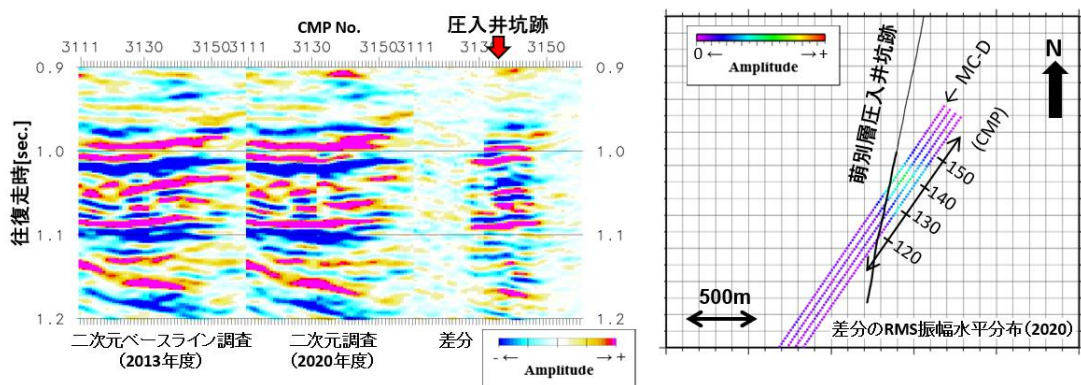 CMP No.
圧入井坑跡
3111 3130 3150 3111 3130 3150 3111 3130 3150
0.9
1.0
1.1
1.2
往復走時[sec.]
0.9
1.0
1.1
1.2
二次元ベースライン調査
(2013年度)
二次元調査
(2020年度)
差分
- ← → +
Amplitude
0 ← → +
Amplitude
萌別層圧入井坑跡
MC-D
(CMP)
150
140
130
120
N
500m
差分のRMS振幅水平分布(2020)